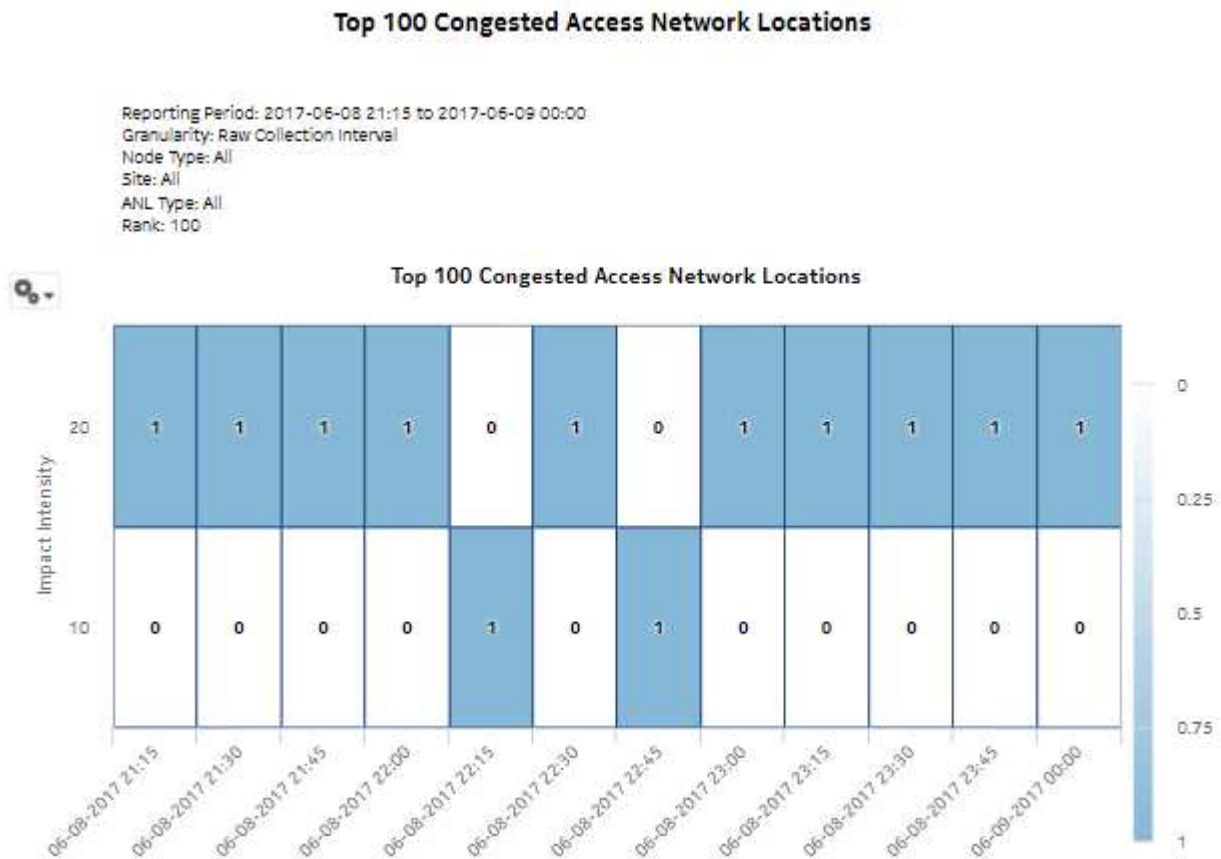 Top 100 Congested Access Network Locations
Reporting Period: 2017-06-08 21:15 to 2017-06-09 00:00
Granularity: Raw Collection Interval
Node Type: All
Site: All
ANL Type: All
Rank: 100
Top 100 Congested Access Network Locations
Impact Intensity
20 1 1 1 1 0 1 0 1 1 1 1 1
10 0 0 0 0 1 0 1 0 0 0 0 0
06-08-2017 21:15 06-08-2017 21:30 06-08-2017 21:45 06-08-2017 22:00 06-08-2017 22:15 06-08-2017 22:30 06-08-2017 22:45 06-08-2017 23:00 06-08-2017 23:15 06-08-2017 23:30 06-08-2017 23:45 06-09-2017 00:00
0
0.25
0.5
0.75
1